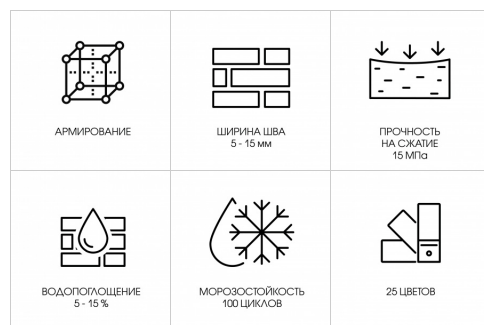 АРМИРОВАНИЕ
ШИРИНА ШВА
5 - 15 мм
ПРОЧНОСТЬ
НА СЖАТИЕ
15 МПа
ВОДОПОГЛОЩЕНИЕ
5 - 15 %
МОРОЗОСТОЙКОСТЬ
100 ЦИКЛОВ
25 ЦВЕТОВ